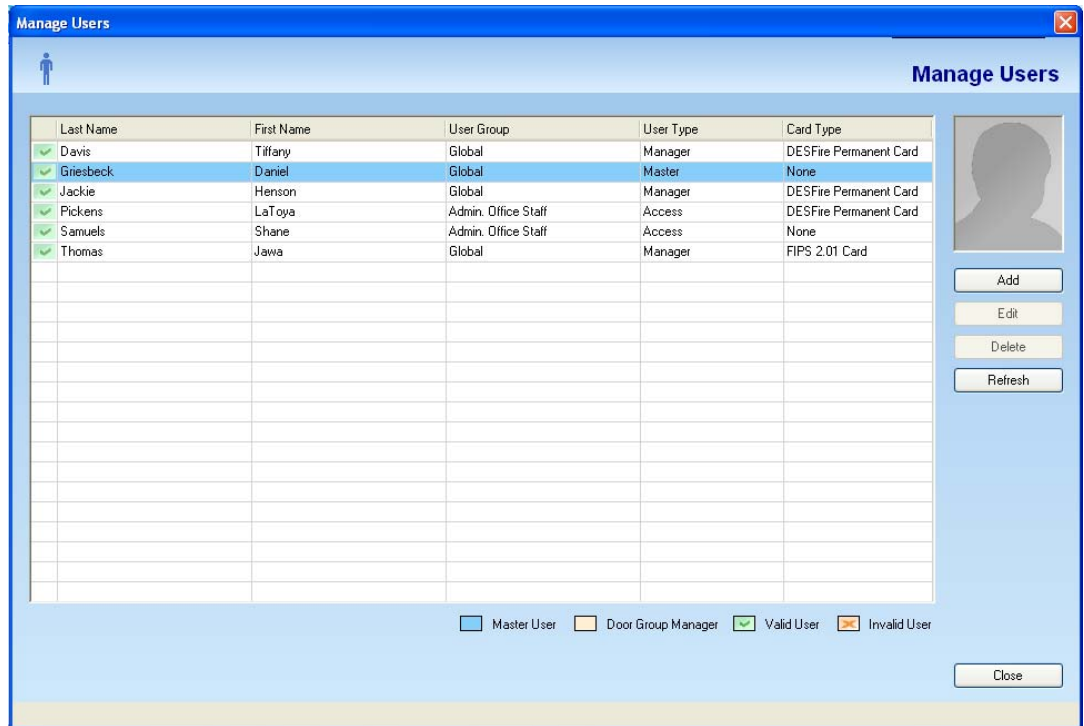 Manage Users
Manage Users
Last Name First Name User Group User Type Card Type
Davis Tiffany Global Manager DESFire Permanent Card
Griesbeck Daniel Global Master None
Jackie Henson Global Manager DESFire Permanent Card
Pickens LaToya Admin. Office Staff Access DESFire Permanent Card
Samuels Shane Admin. Office Staff Access None
Thomas Jawa Global Manager FIPS 2.01 Card
Add
Edit
Delete
Refresh
Master User Door Group Manager Valid User Invalid User
Close